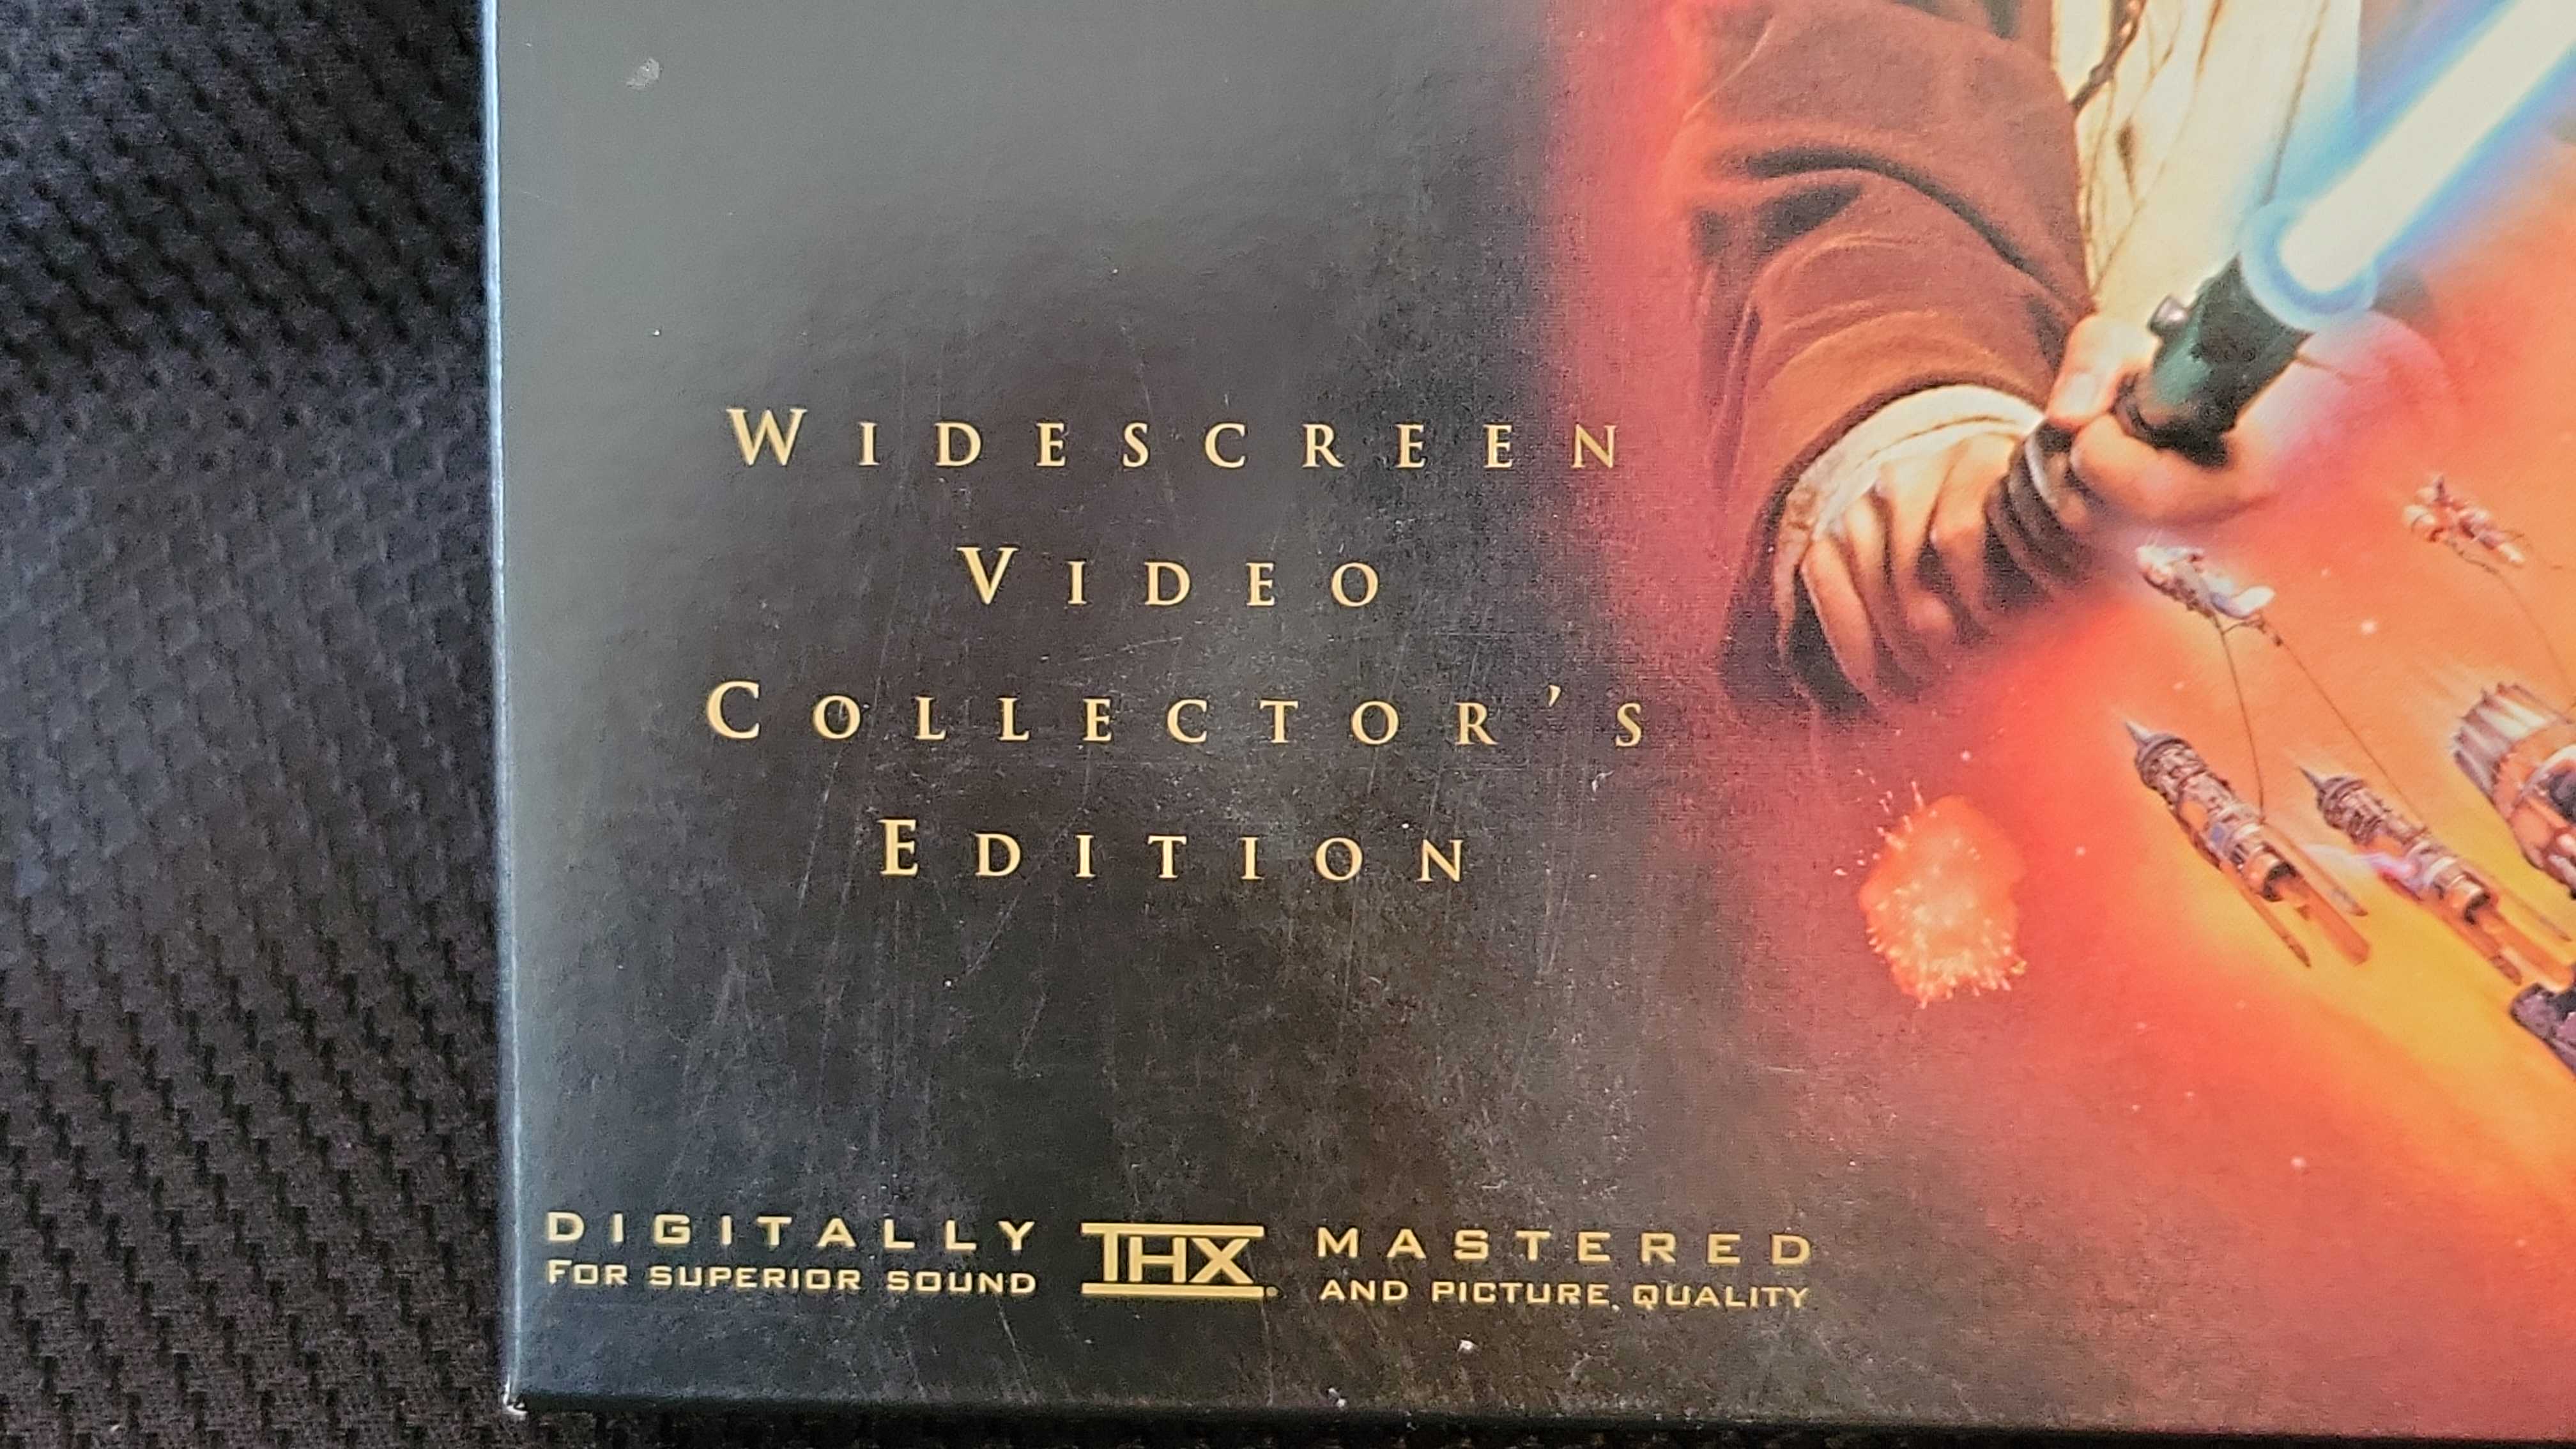 WIDESCREEN
VIDEO
COLLECTOR'S
EDITION
DIGITALLY THX MASTERED
FOR SUPERIOR SOUND AND PICTURE QUALITY